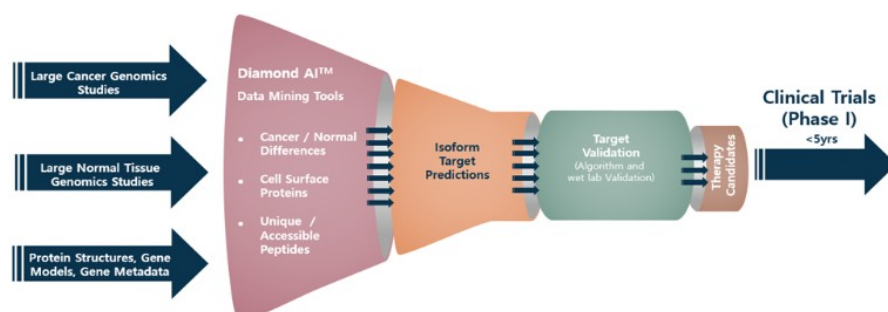 Large Cancer Genomics
Studies
Large Normal Tissue
Genomics Studies
Protein Structures, Gene
Models, Gene Metadata
Diamond AI™
Data Mining Tools
• Cancer / Normal
Differences
• Cell Surface
Proteins
• Unique /
Accessible
Peptides
Isoform
Target
Predictions
Target
Validation
(Algorithm and
wet lab Validation)
Therapy
Candidates
Clinical Trials
(Phase I)
<5yrs